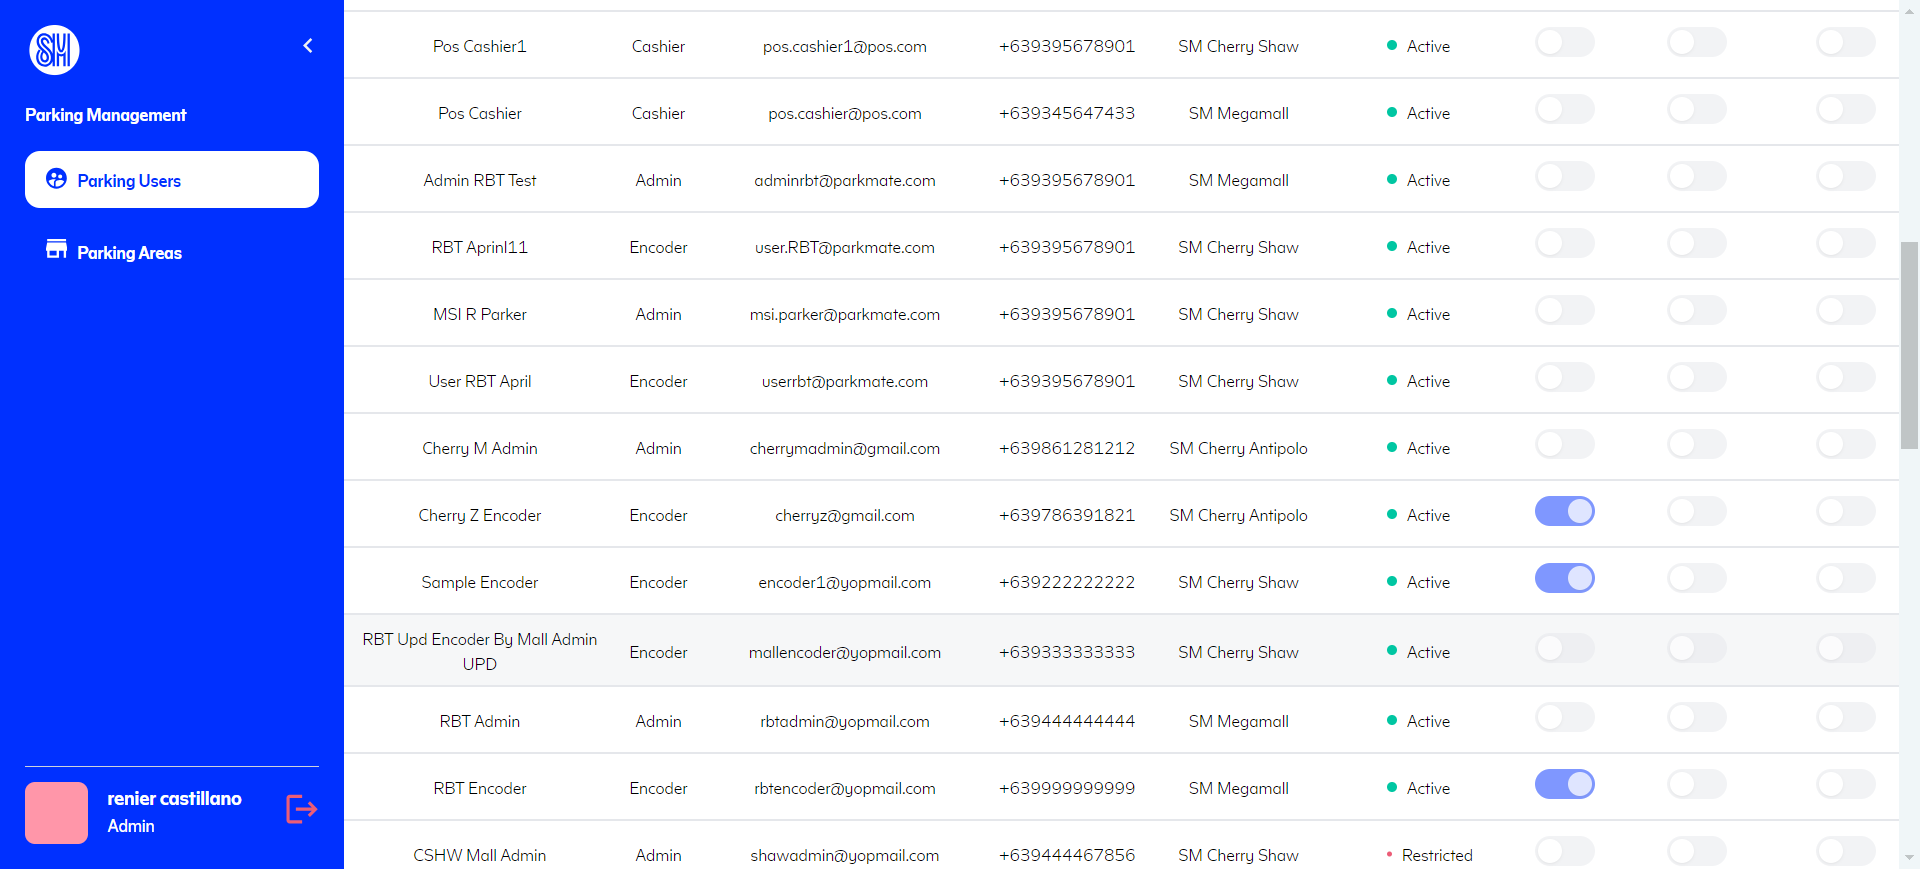 SM
Parking Management
Parking Users
Parking Areas
renier castillano
Admin
Pos Cashier1 Cashier pos.cashier1@pos.com +639395678901 SM Cherry Shaw Active
Pos Cashier Cashier pos.cashier@pos.com +639345647433 SM Megamall Active
Admin RBT Test Admin adminrbt@parkmate.com +639395678901 SM Megamall Active
RBT Aprinl11 Encoder user.RBT@parkmate.com +639395678901 SM Cherry Shaw Active
MSI R Parker Admin msi.parker@parkmate.com +639395678901 SM Cherry Shaw Active
User RBT April Encoder userrbt@parkmate.com +639395678901 SM Cherry Shaw Active
Cherry M Admin Admin cherrymadmin@gmail.com +639861281212 SM Cherry Antipolo Active
Cherry Z Encoder Encoder cherryz@gmail.com +639786391821 SM Cherry Antipolo Active
Sample Encoder Encoder encoder1@yopmail.com +639222222222 SM Cherry Shaw Active
RBT Upd Encoder By Mall Admin
UPD Encoder mallencoder@yopmail.com +639333333333 SM Cherry Shaw Active
RBT Admin Admin rbtadmin@yopmail.com +639444444444 SM Megamall Active
RBT Encoder Encoder rbtencoder@yopmail.com +639999999999 SM Megamall Active
CSHW Mall Admin Admin shawadmin@yopmail.com +639444467856 SM Cherry Shaw Restricted